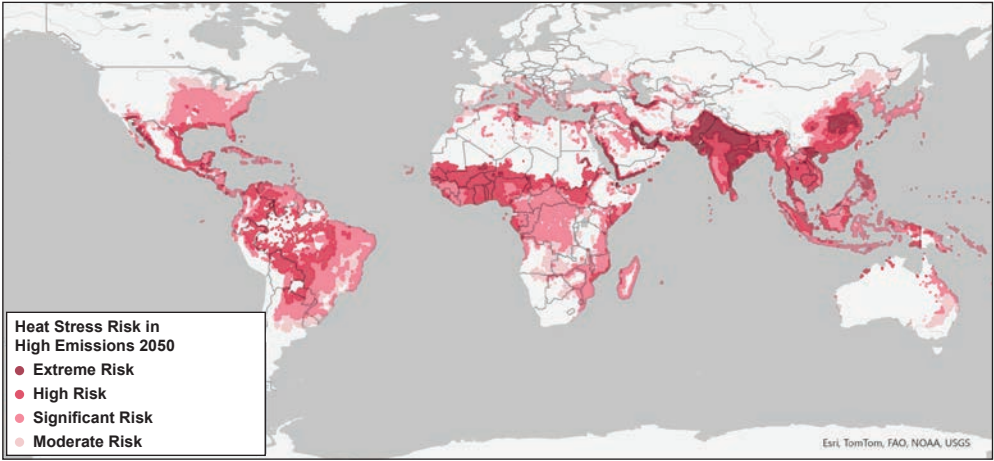 Heat Stress Risk in
High Emissions 2050
Extreme Risk
High Risk
Significant Risk
Moderate Risk
Esri, TomTom, FAO, NOAA, USGS